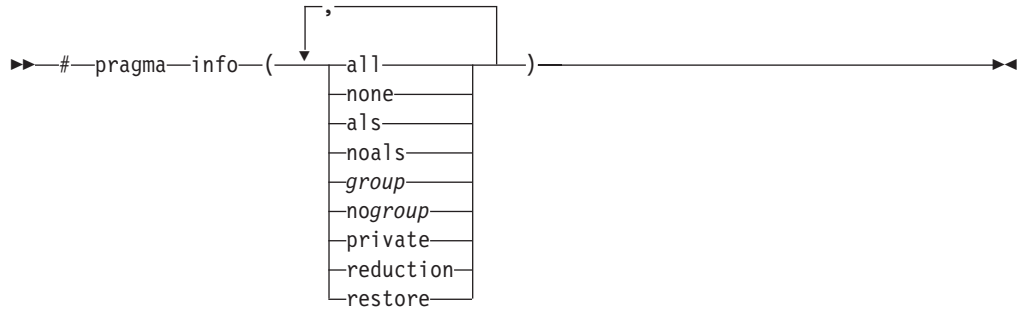 ,
# pragma info ( all )
none
als
noals
group
nogroup
private
reduction
restore